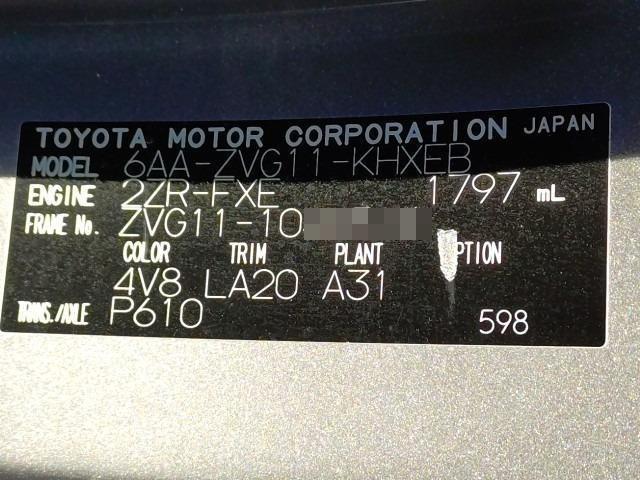 TOYOTA MOTOR CORPORATION JAPAN
MODEL 6AA-ZVG11-KHXEB
ENGINE 2ZR-FXE 1797 mL
FRAME No. ZVG11-10
COLOR TRIM PLANT PTION
4V8 LA20 A31
TRANS./AXLE P610 598